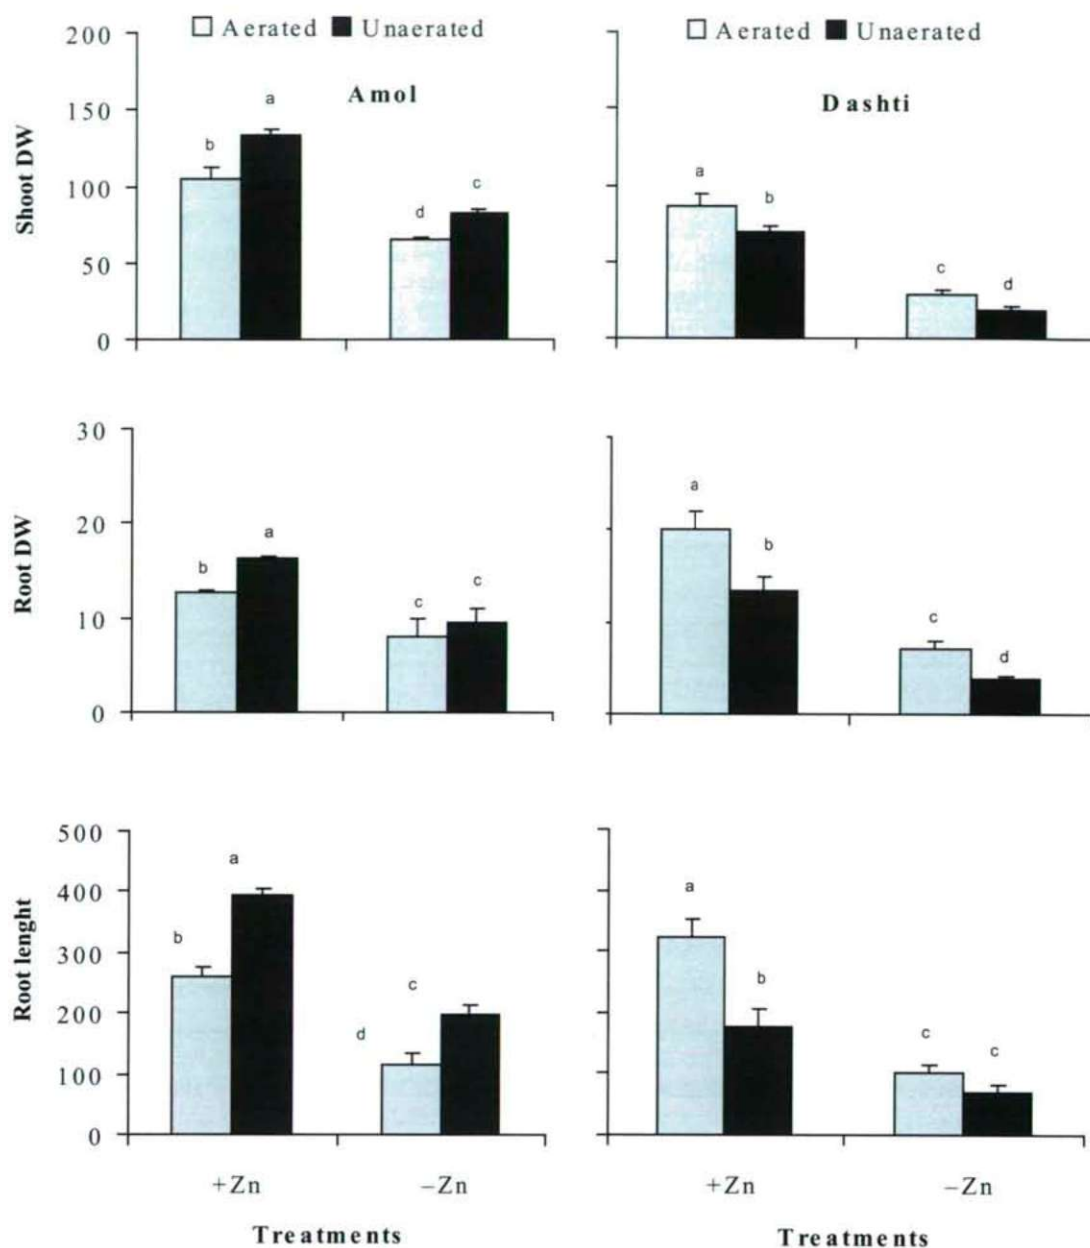 Aerated Unaerated
Aerated Unaerated
Amol
Dashti
Shoot DW
200
150
100
50
0
b
a
d
c
a
b
c
d
Root DW
30
20
10
0
b
a
c
c
a
b
c
d
Root lenght
500
400
300
200
100
0
b
a
d
c
a
b
c
c
+Zn
–Zn
+Zn
–Zn
Treatments
Treatments